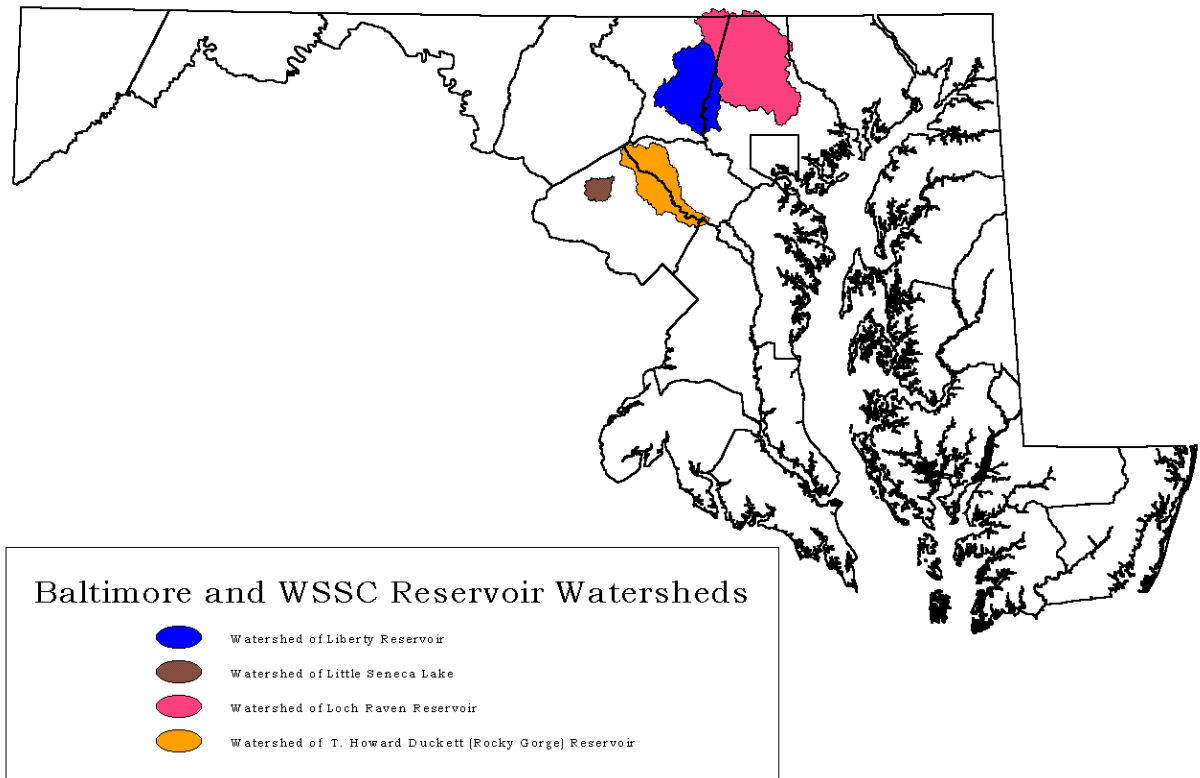 Baltimore and WSSC Reservoir Watersheds
Watershed of Liberty Reservoir
Watershed of Little Seneca Lake
Watershed of Loch Raven Reservoir
Watershed of T. Howard Duckett (Rocky Gorge) Reservoir